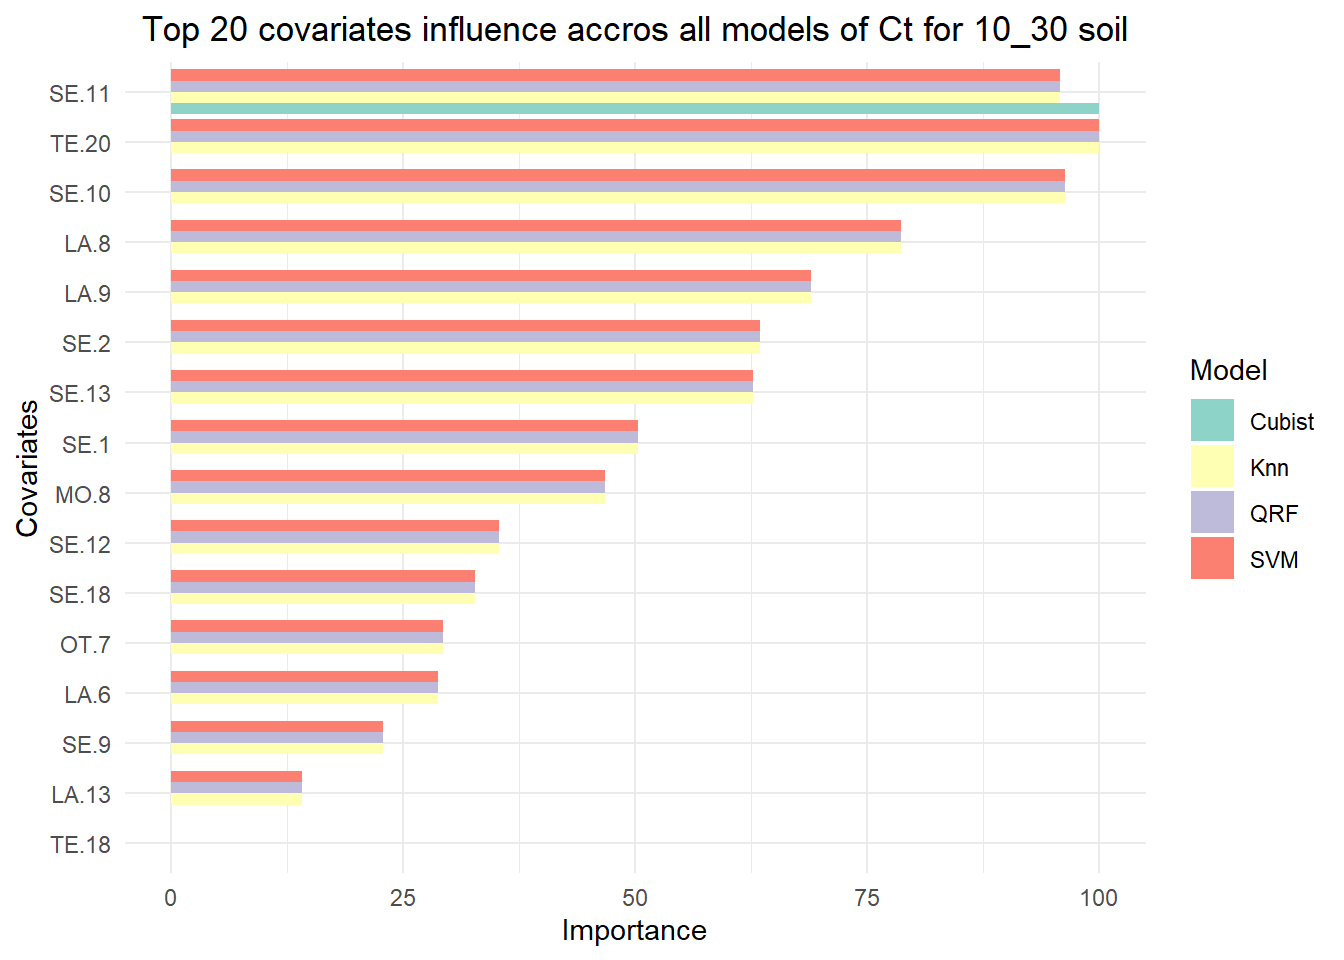 Top 20 covariates influence accros all models of Ct for 10_30 soil
SE.11
TE.20
SE.10
LA.8
LA.9
SE.2
SE.13
SE.1
MO.8
SE.12
SE.18
OT.7
LA.6
SE.9
LA.13
TE.18
Covariates
0 25 50 75 100
Importance
Model
Cubist
Knn
QRF
SVM